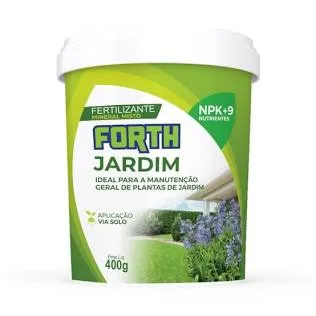 FERTILIZANTE
MINERAL MISTO
NPK+9
NUTRIENTES
FORTH
JARDIM
IDEAL PARA A MANUTENÇÃO
GERAL DE PLANTAS DE JARDIM
APLICAÇÃO
VIA SOLO
400g